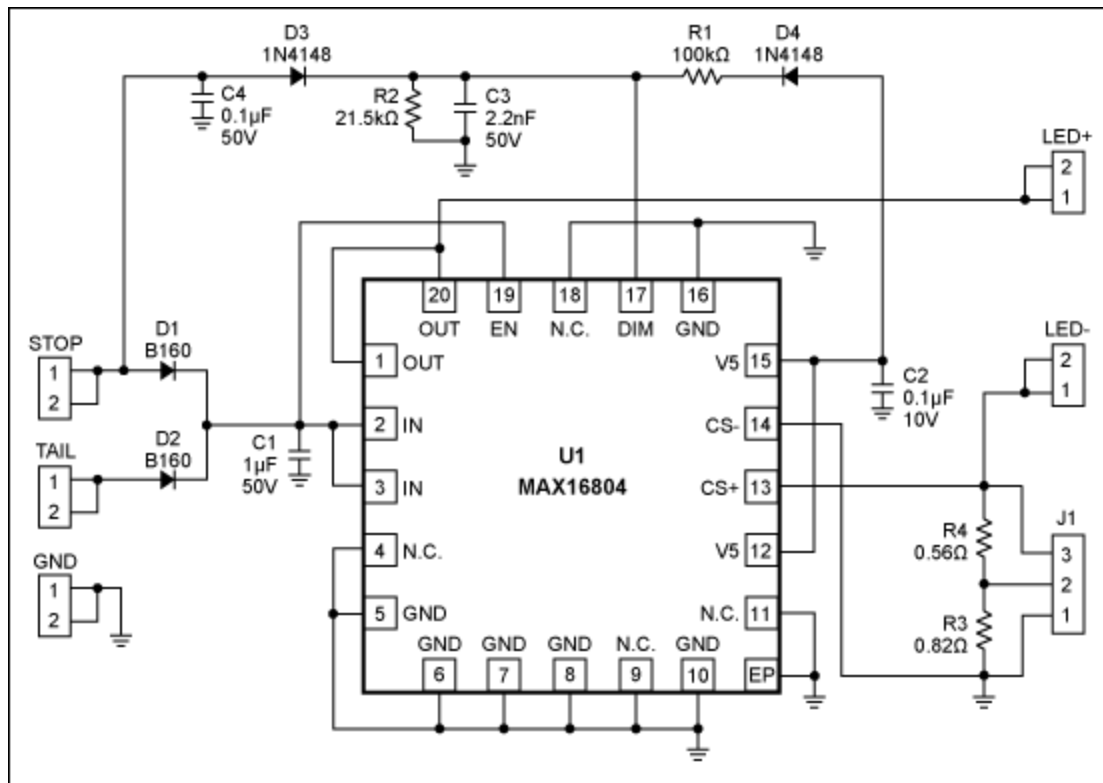 D3
1N4148
R1
100kΩ
D4
1N4148
C4
0.1µF
50V
R2
21.5kΩ
C3
2.2nF
50V
LED+
2
1
20
19
18
17
16
OUT
EN
N.C.
DIM
GND
STOP
1
2
D1
B160
1
OUT
V5
15
LED-
2
1
C2
0.1µF
10V
2
IN
CS-
14
TAIL
1
2
D2
B160
C1
1µF
50V
U1
MAX16804
3
IN
CS+
13
R4
0.56Ω
J1
3
2
1
4
N.C.
V5
12
GND
1
2
5
GND
N.C.
11
R3
0.82Ω
GND
GND
GND
N.C.
GND
6
7
8
9
10
EP